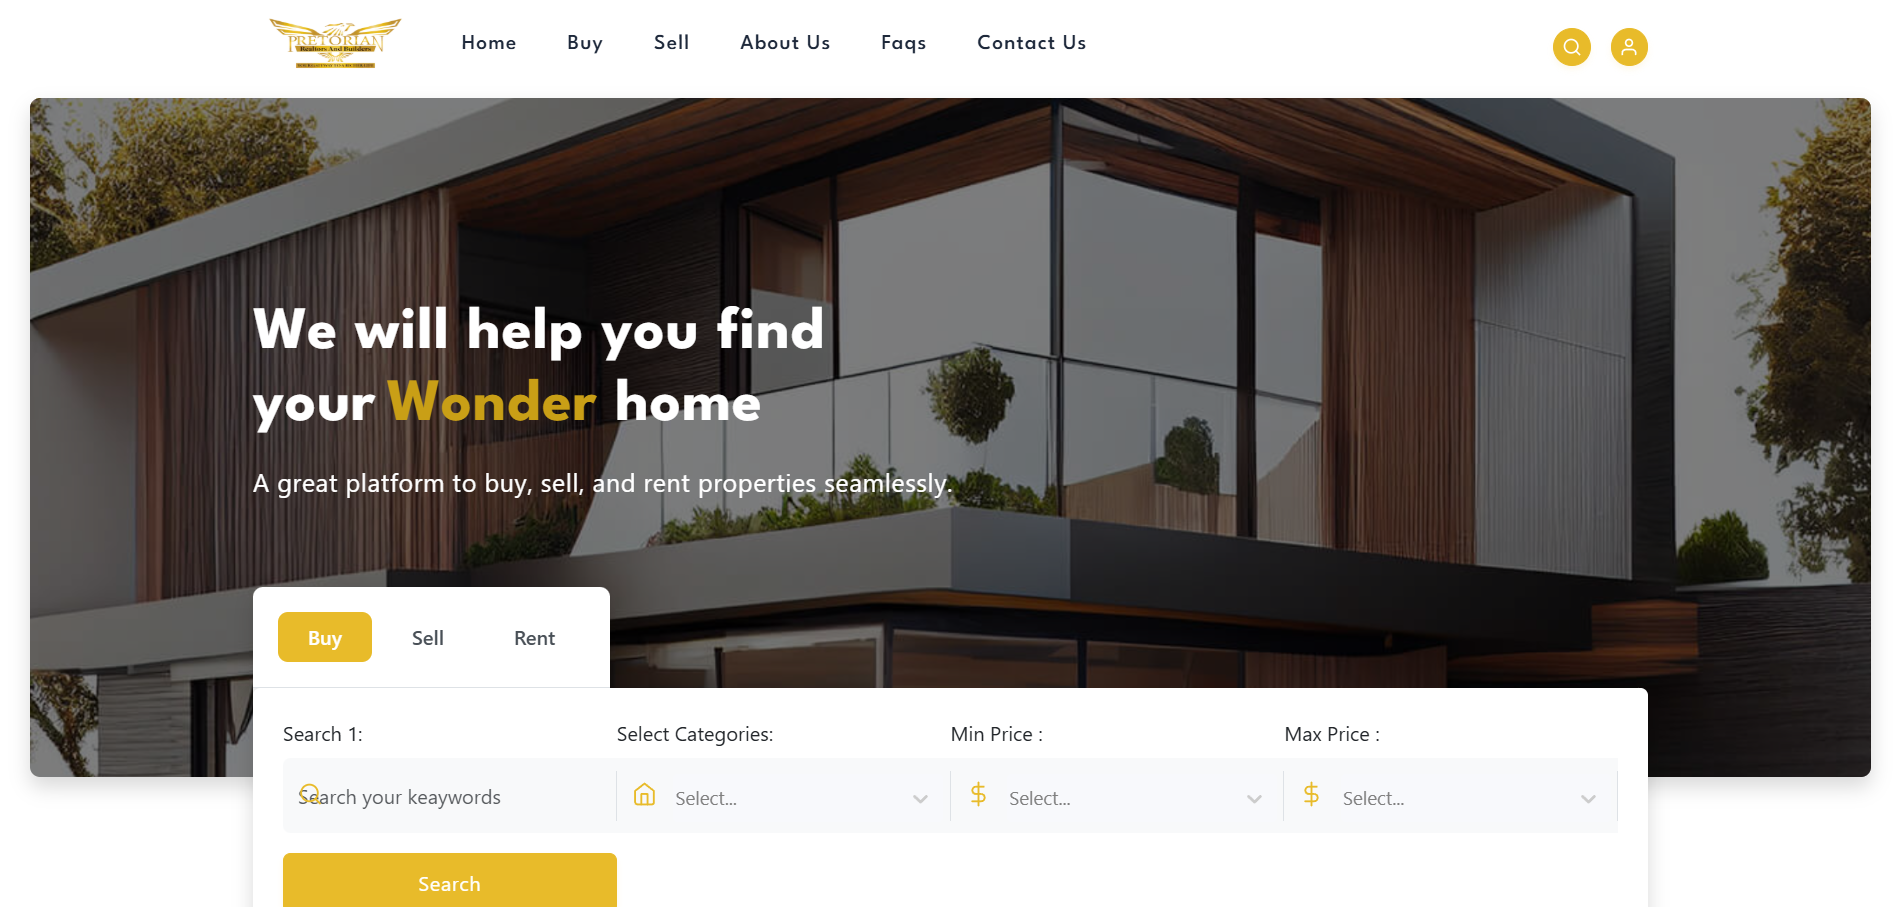 PRETORIAN
Realtors And Builders
Home
Buy
Sell
About Us
Faqs
Contact Us
We will help you find
your Wonder home
A great platform to buy, sell, and rent properties seamlessly.
Buy
Sell
Rent
Search 1:
Select Categories:
Min Price :
Max Price :
Search your keaywords
Select...
Select...
Select...
Search